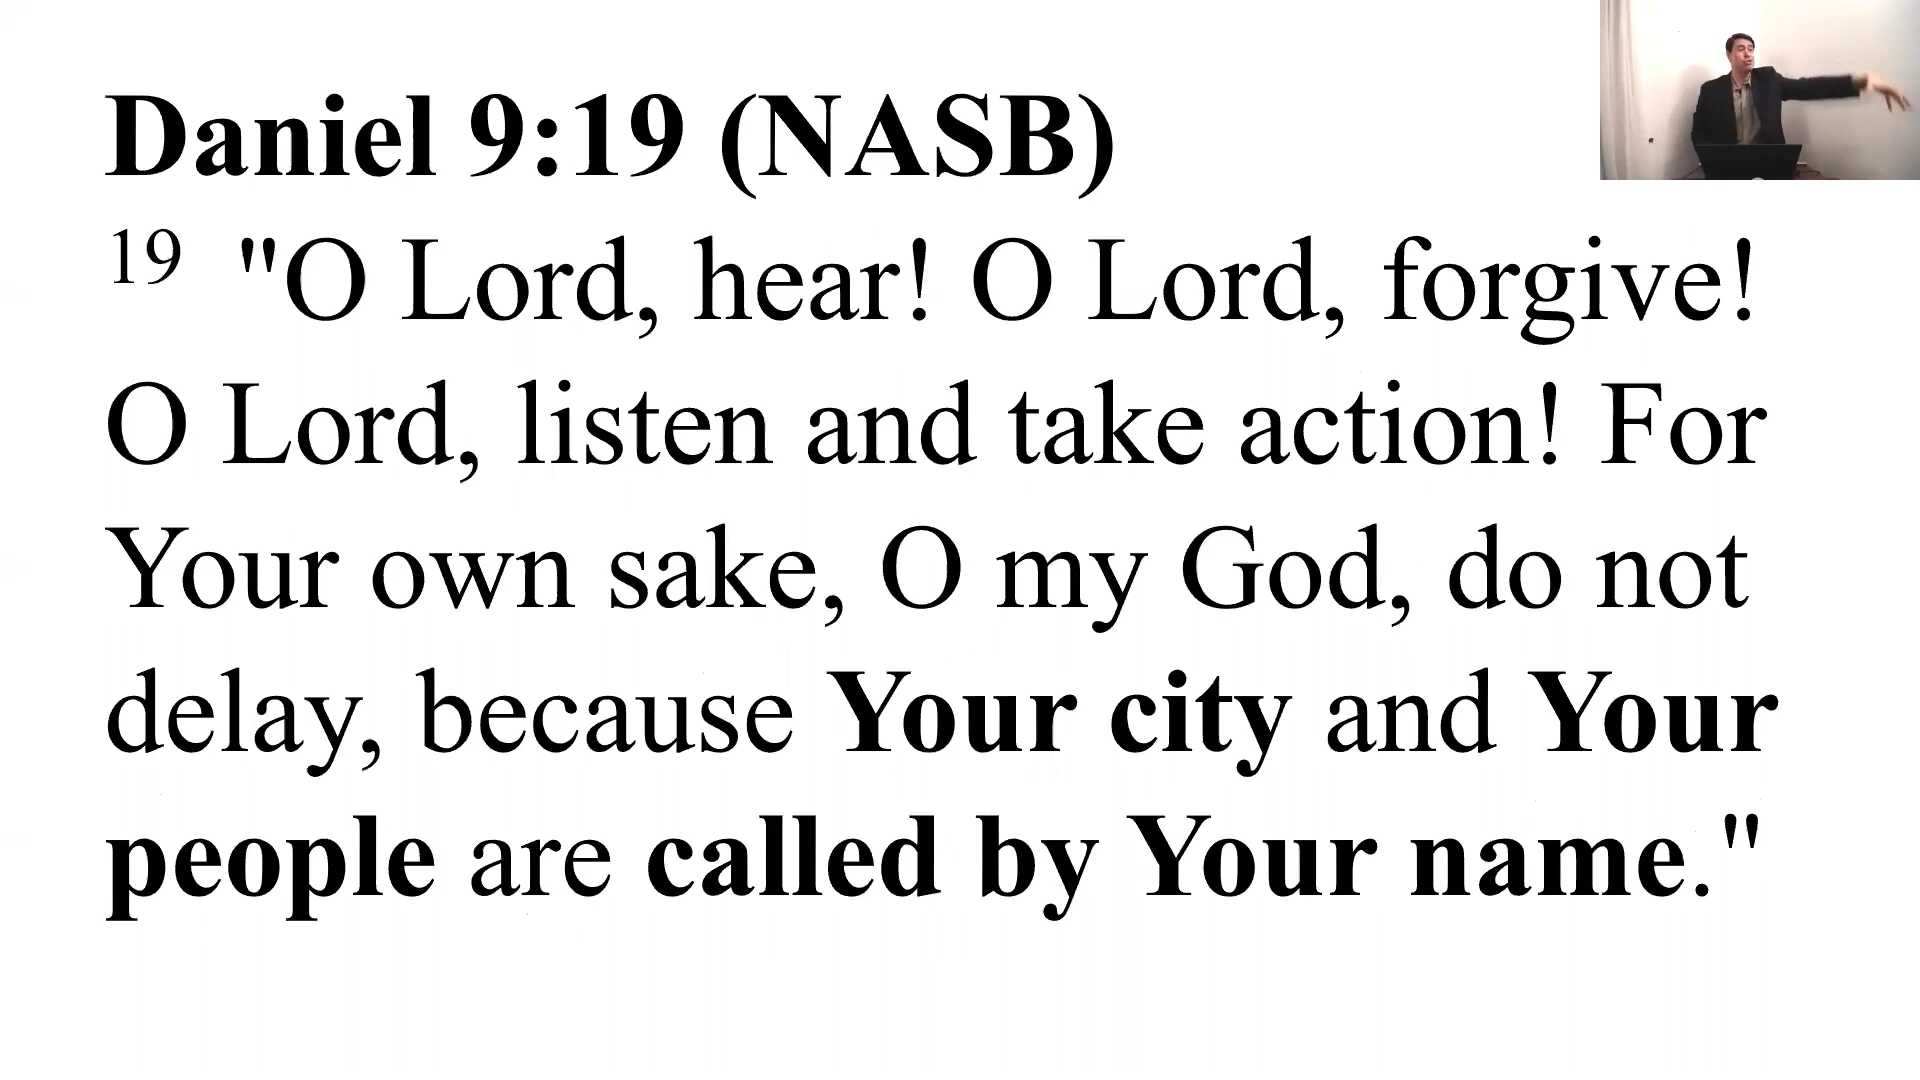 Daniel 9:19 (NASB)
19 "O Lord, hear! O Lord, forgive!
O Lord, listen and take action! For
Your own sake, O my God, do not
delay, because Your city and Your
people are called by Your name."